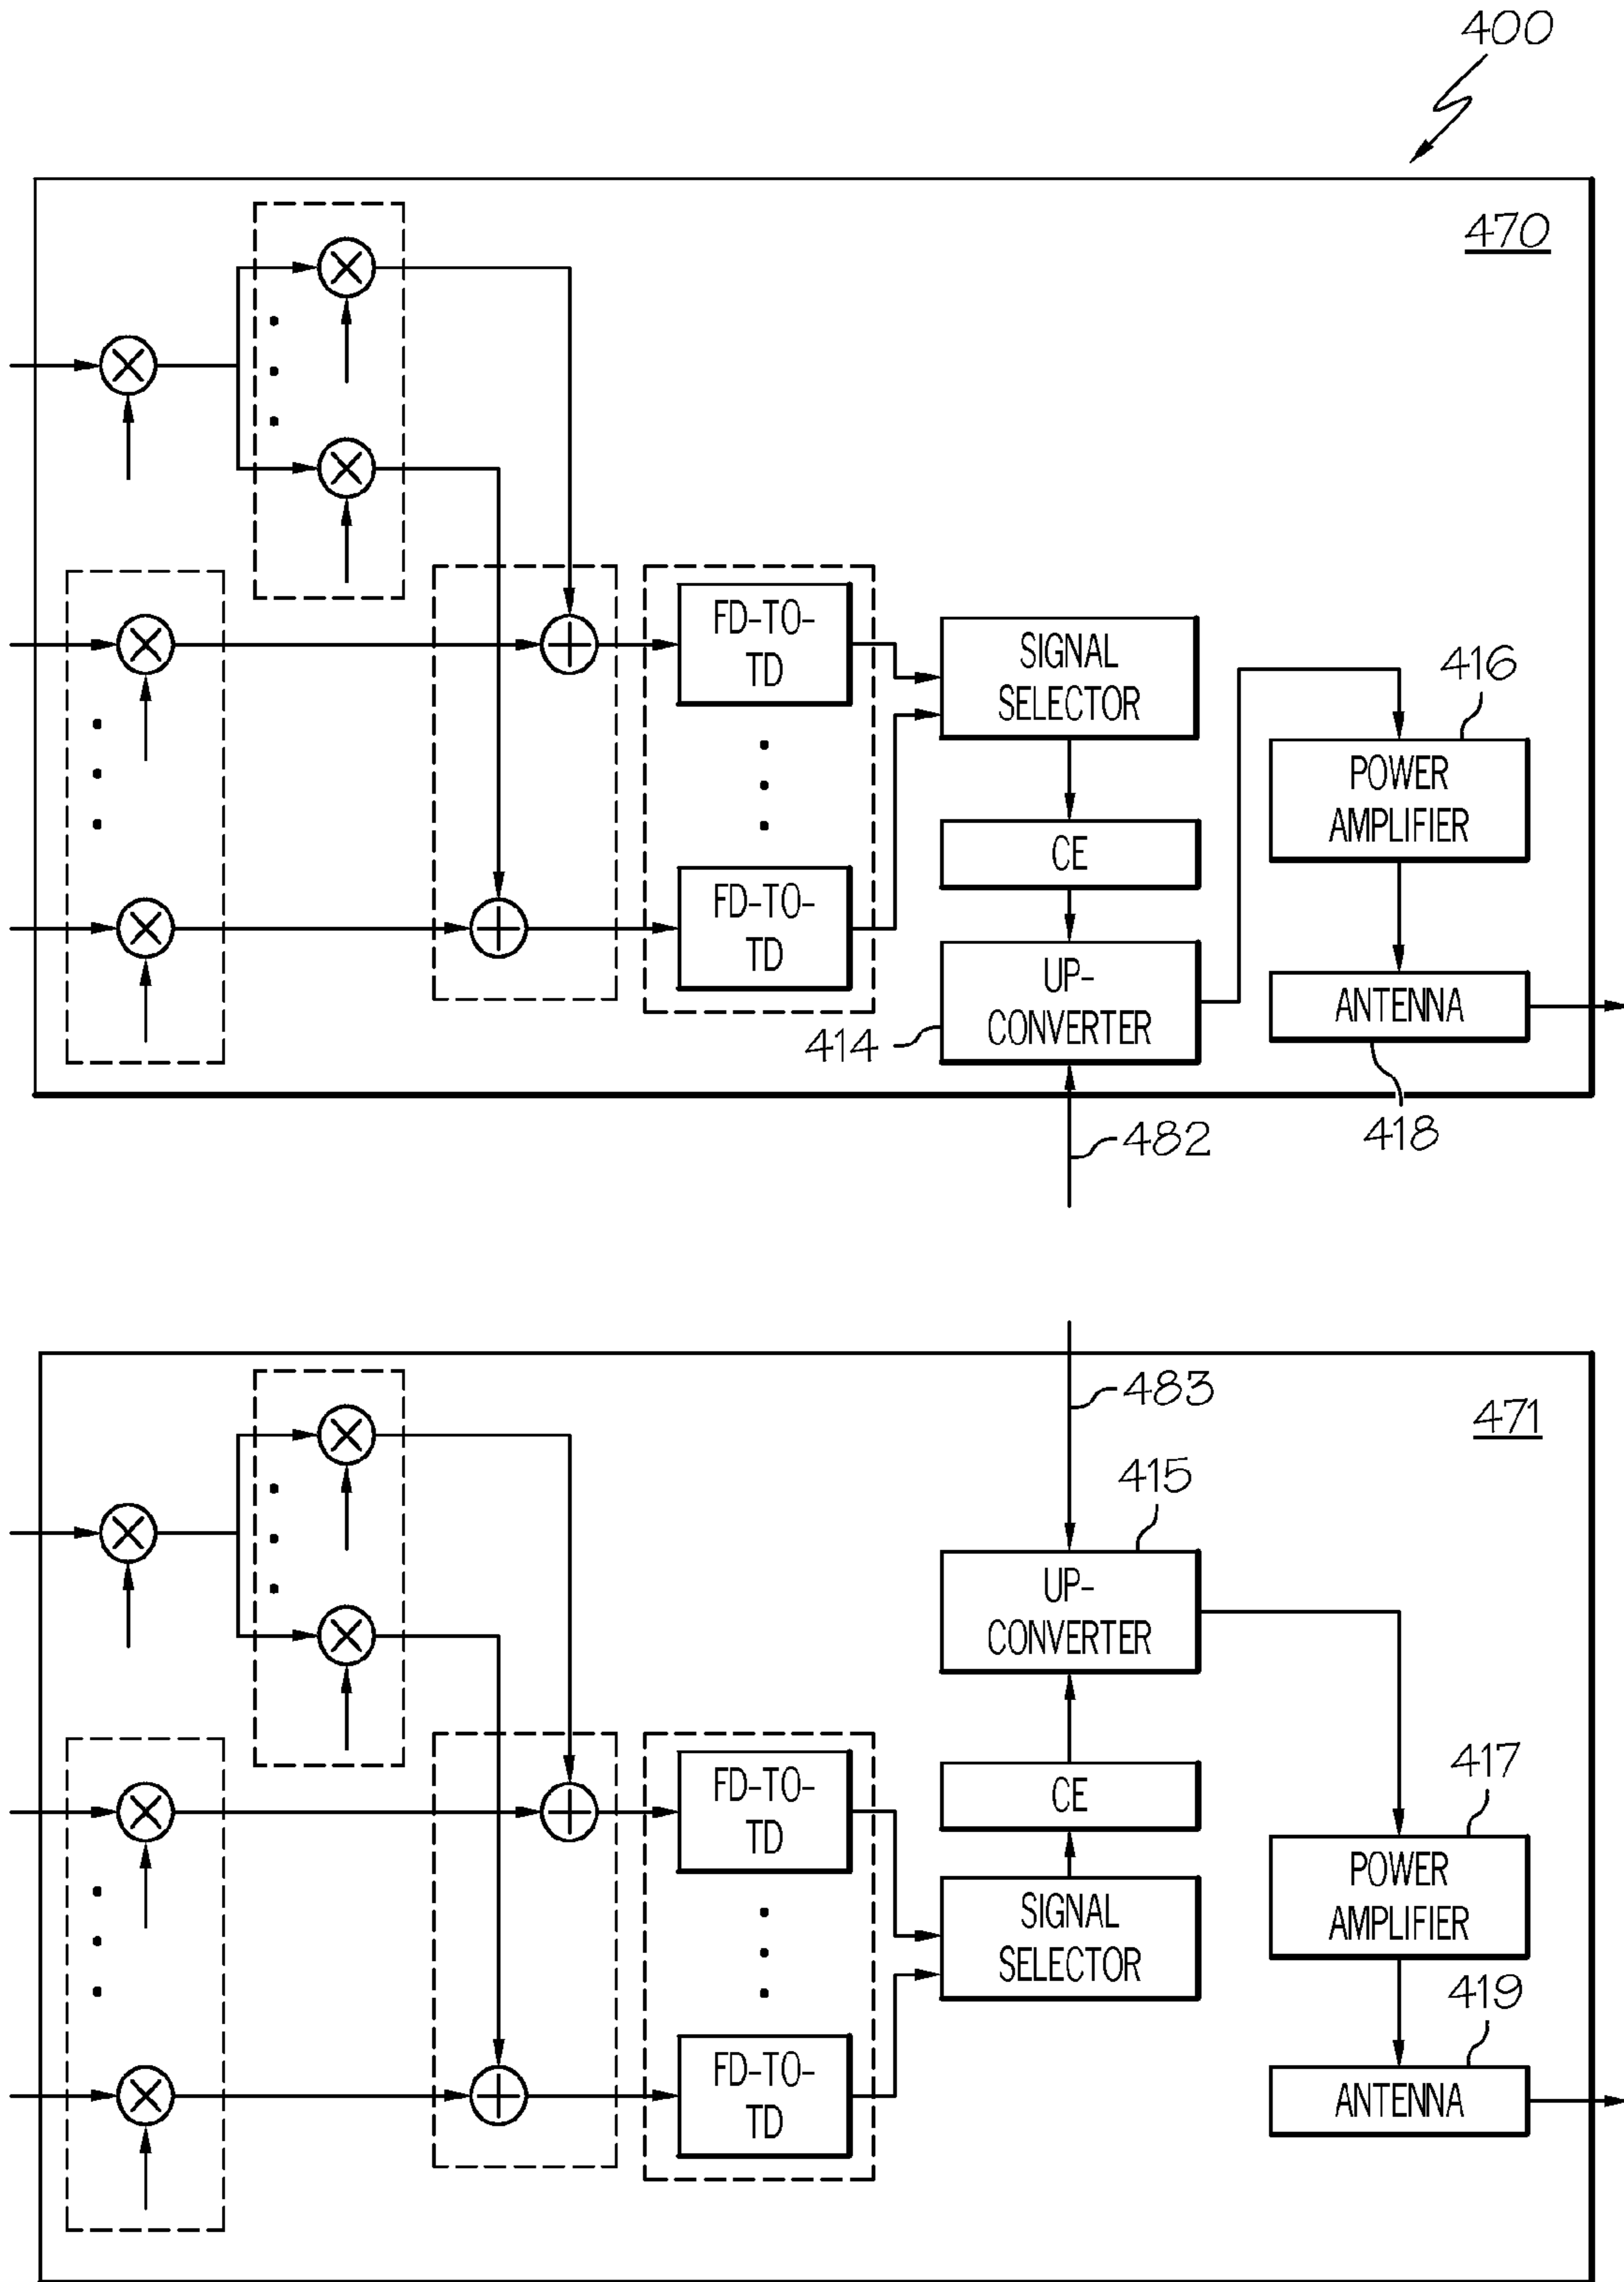 400
470
FD-TO-
TD
SIGNAL
SELECTOR
416
POWER
AMPLIFIER
CE
FD-TO-
TD
UP-
CONVERTER
414
ANTENNA
418
482
483
471
415
UP-
CONVERTER
FD-TO-
TD
CE
417
POWER
AMPLIFIER
SIGNAL
SELECTOR
419
FD-TO-
TD
ANTENNA